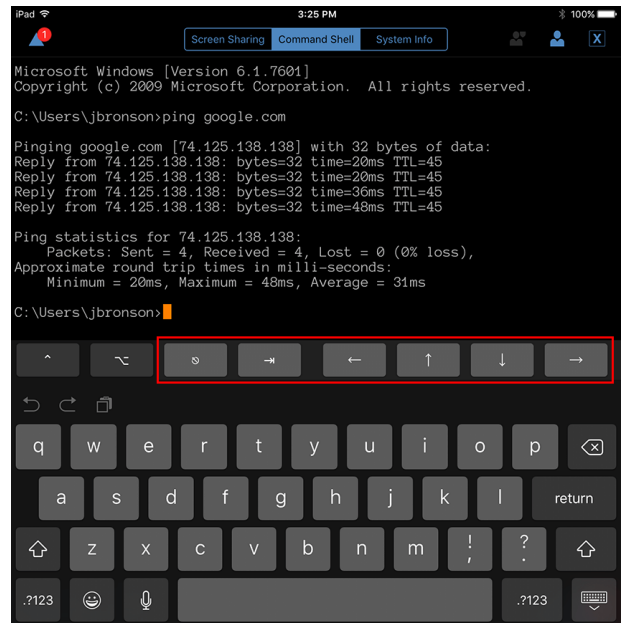 iPad 3:25 PM 100%
1 Screen Sharing Command Shell System Info X
Microsoft Windows [Version 6.1.7601]
Copyright (c) 2009 Microsoft Corporation.  All rights reserved.
C:\Users\jbronson>ping google.com
Pinging google.com [74.125.138.138] with 32 bytes of data:
Reply from 74.125.138.138: bytes=32 time=20ms TTL=45
Reply from 74.125.138.138: bytes=32 time=20ms TTL=45
Reply from 74.125.138.138: bytes=32 time=36ms TTL=45
Reply from 74.125.138.138: bytes=32 time=48ms TTL=45
Ping statistics for 74.125.138.138:
    Packets: Sent = 4, Received = 4, Lost = 0 (0% loss),
Approximate round trip times in milli-seconds:
    Minimum = 20ms, Maximum = 48ms, Average = 31ms
C:\Users\jbronson>
^ ⌥ ⎋ ⇥ ← ↑ ↓ →
q w e r t y u i o p
a s d f g h j k l return
z x c v b n m ! , ? .
.?123 .?123